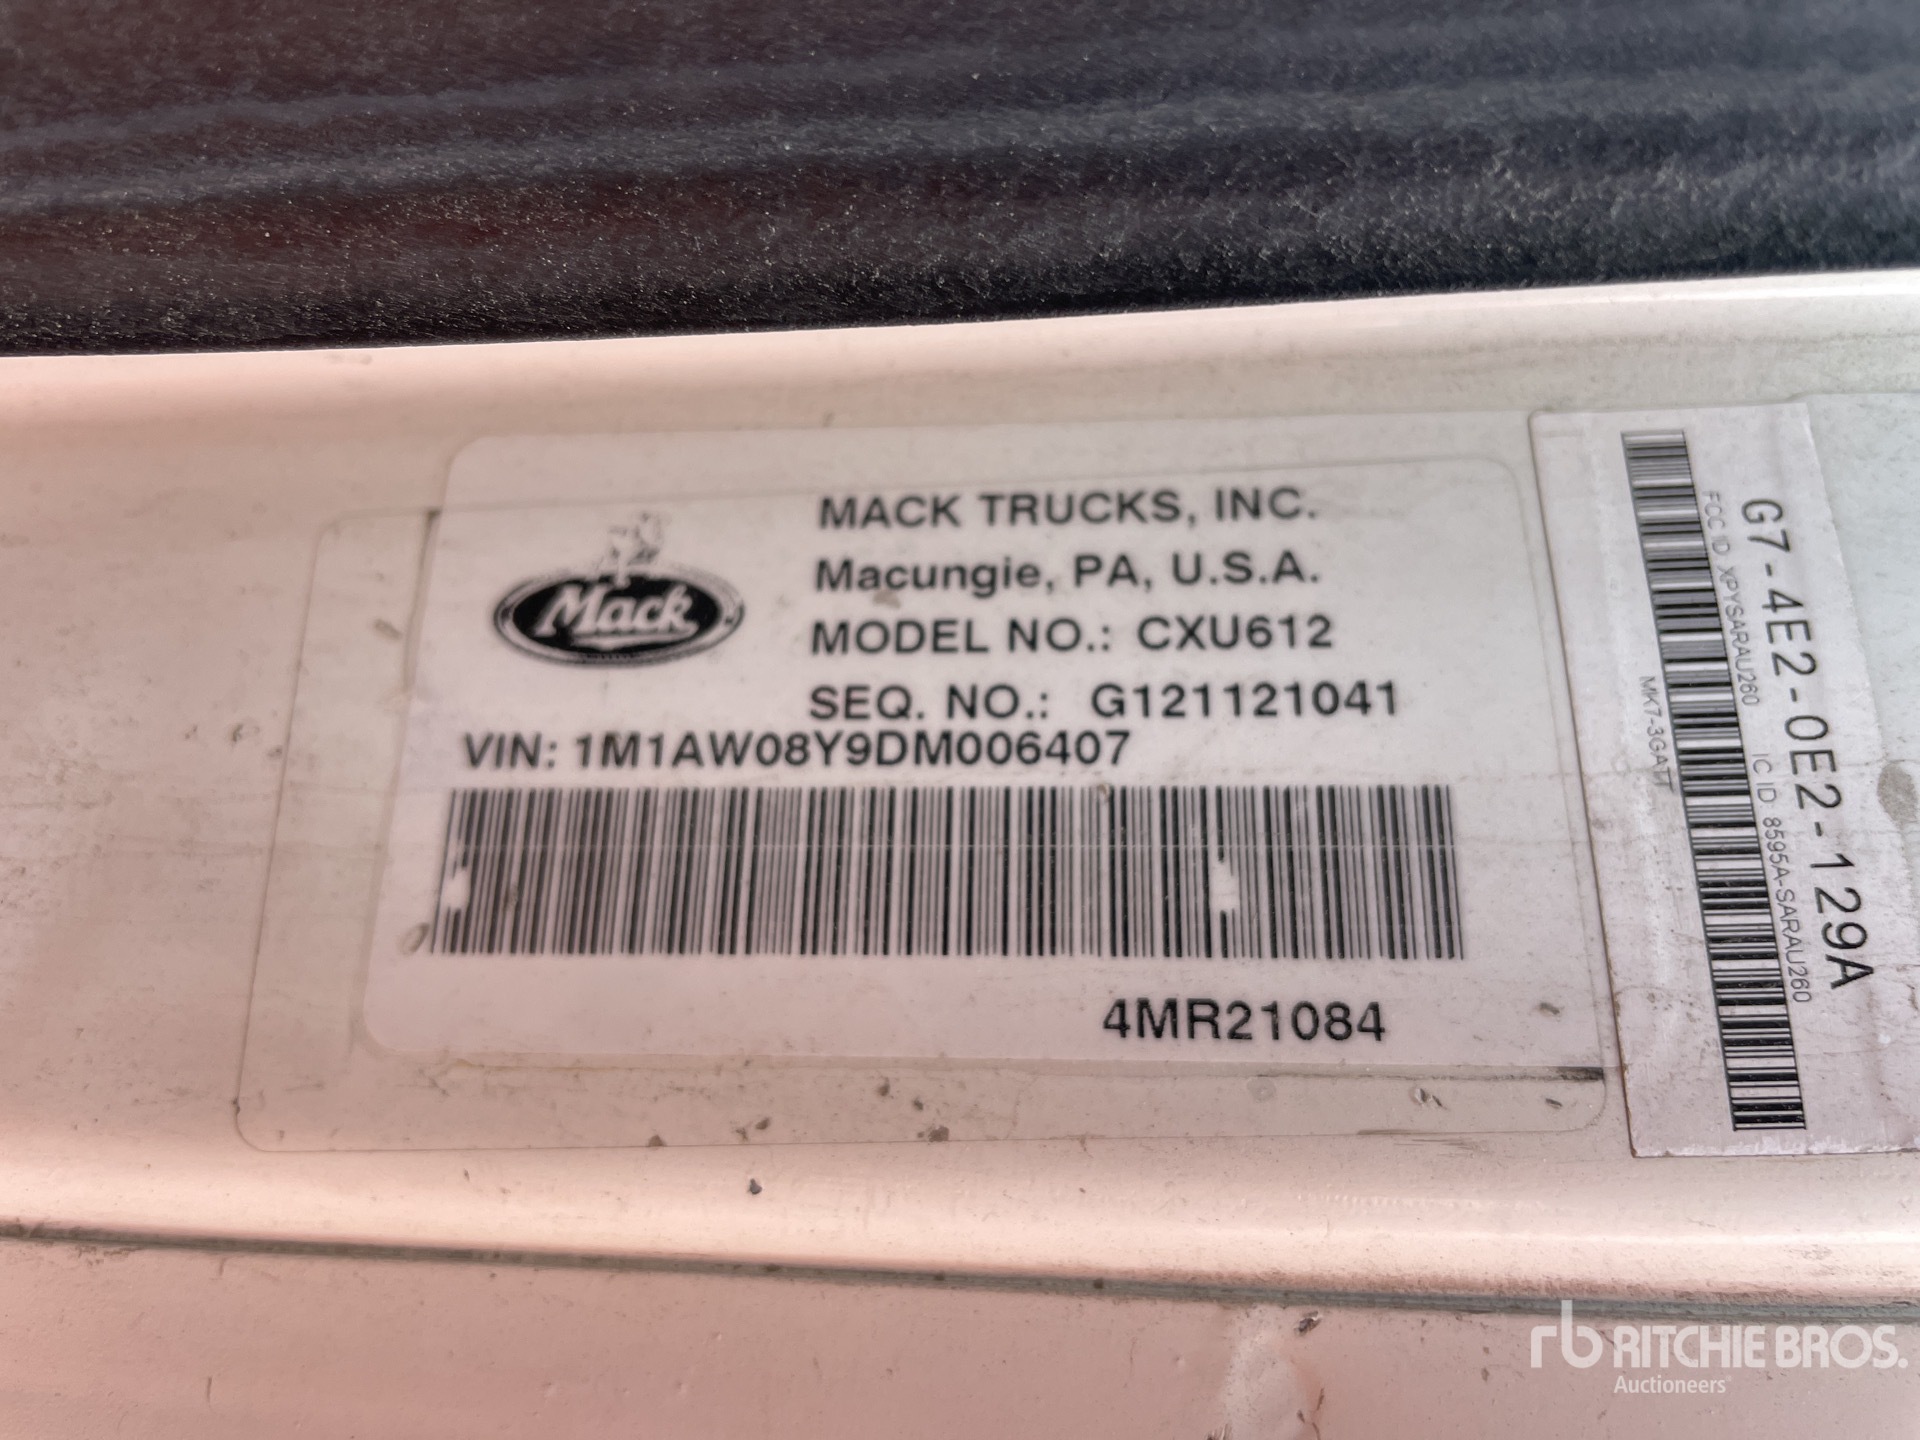 MACK TRUCKS, INC.
Macungie, PA, U.S.A.
Mack
MODEL NO.: CXU612
SEQ. NO.: G121121041
VIN: 1M1AW08Y9DM006407
4MR21084
G7-4E2-0E2-129A
FCC ID XPYSARAU260 IC ID 8595A-SARAU260
MK7-3GATT
rb RITCHIE BROS.
Auctioneers